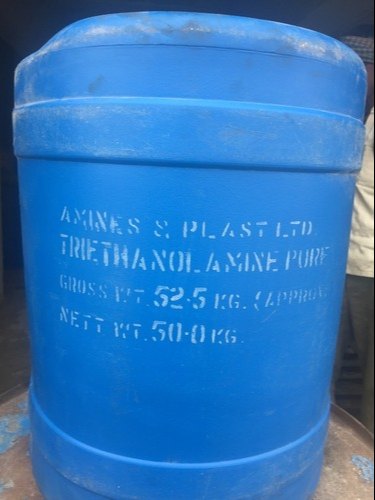 AMINES & PLAST LTD.
TRIETHANOLAMINE PURE
GROSS WT. 52.5 KG. (APPROX
NETT WT. 50.0 KG.